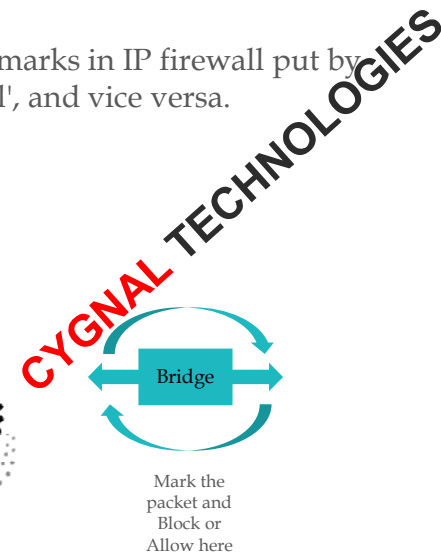 marks in IP firewall put by
l', and vice versa.
CYGNAL TECHNOLOGIES
Bridge
Mark the
packet and
Block or
Allow here